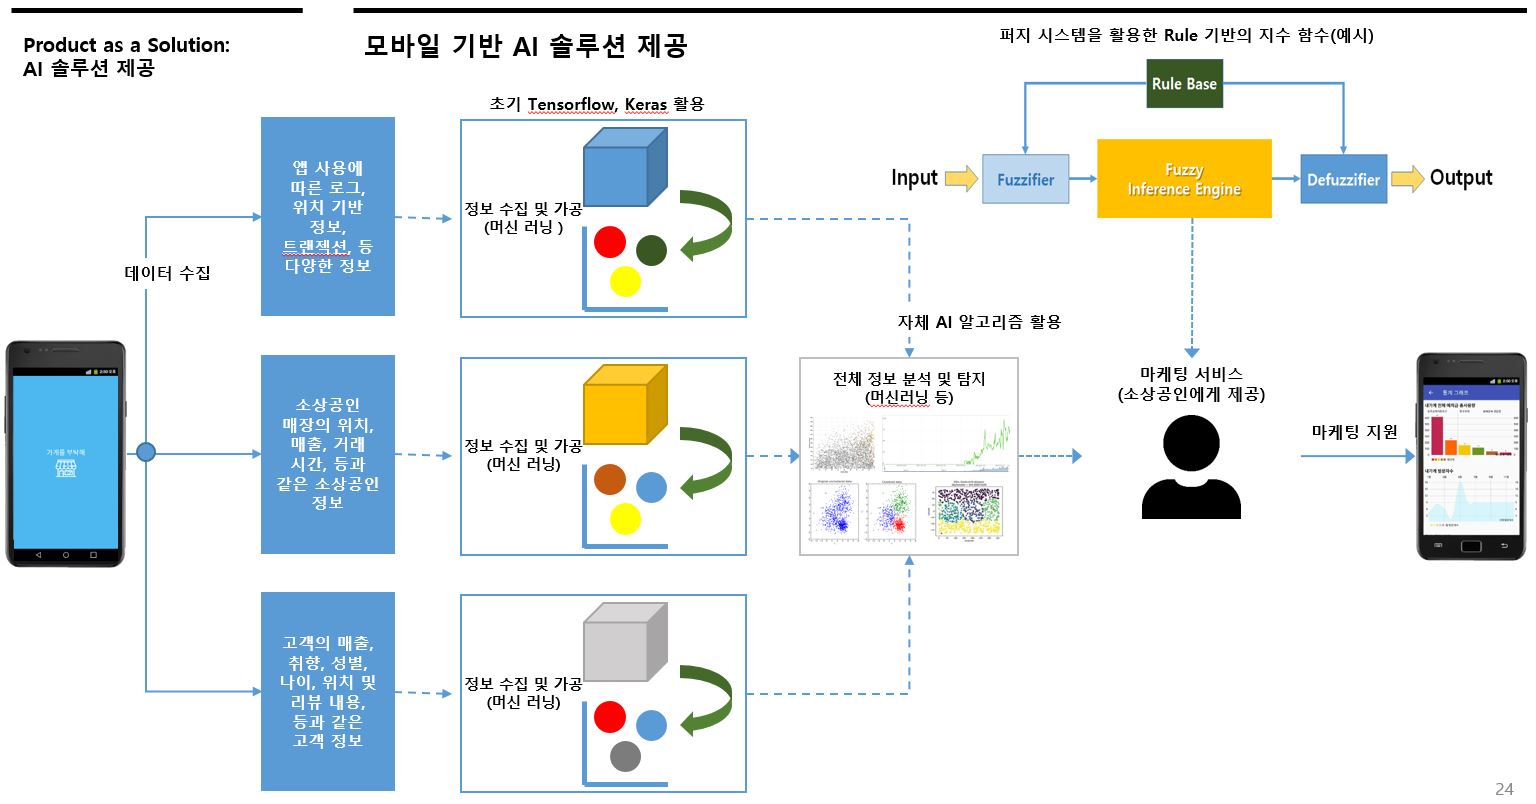 Product as a Solution:
AI 솔루션 제공
모바일 기반 AI 솔루션 제공
퍼지 시스템을 활용한 Rule 기반의 지수 함수(예시)
Rule Base
Input
Fuzzifier
Fuzzy
Inference Engine
Defuzzifier
Output
초기 Tensorflow, Keras 활용
데이터 수집
앱 사용에
따른 로그,
위치 기반
정보,
트랜젝션, 등
다양한 정보
정보 수집 및 가공
(머신 러닝 )
가게를 부탁해
소상공인
매장의 위치,
매출, 거래
시간, 등과
같은 소상공인
정보
정보 수집 및 가공
(머신 러닝)
고객의 매출,
취향, 성별,
나이, 위치 및
리뷰 내용,
등과 같은
고객 정보
정보 수집 및 가공
(머신 러닝)
자체 AI 알고리즘 활용
전체 정보 분석 및 탐지
(머신러닝 등)
마케팅 서비스
(소상공인에게 제공)
마케팅 지원
통계 그래프
24